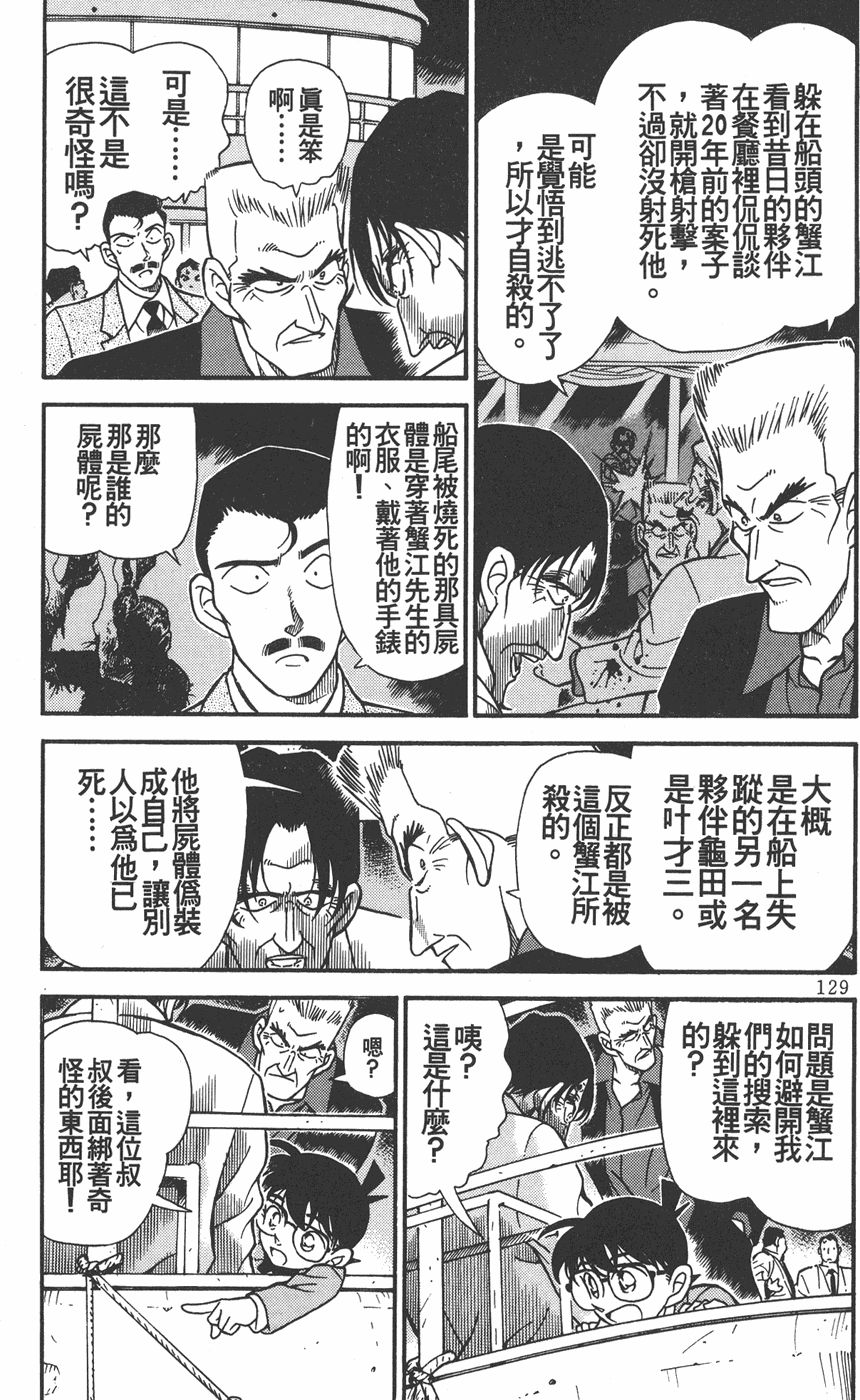 躲在船頭的蟹江
看到昔日的夥伴
在餐廳裡侃侃談
著20年前的案子
，就開槍射擊，
不過卻沒射死他。
可能
是覺悟到逃不了了
，所以才自殺的。
眞是笨
啊……
可是……
這不是
很奇怪嗎？
船尾被燒死的那具屍
體是穿著蟹江先生的
衣服、戴著他的手錶
的啊！
那麼
那是誰的
屍體呢？
大概
是在船上失
蹤的另一名
夥伴龜田或
是叶才三。
反正都是被
這個蟹江所
殺的。
他將屍體僞裝
成自己，讓別
人以爲他已
死……
129
問題是蟹江
如何避開我
們的搜索，
躲到這裡來
的？
咦？
這是什麼？
嗯？
看，這位叔
叔後面綁著奇
怪的東西耶！